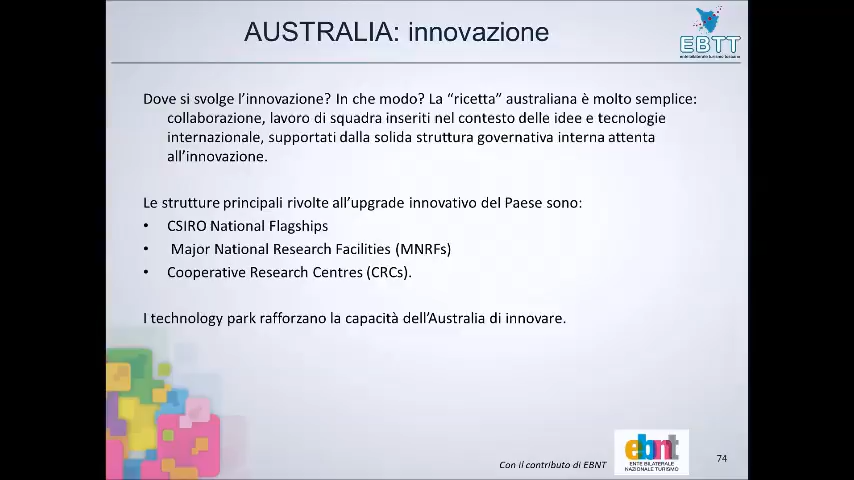 AUSTRALIA: innovazione
EBTT
ente bilaterale turismo toscano
Dove si svolge l'innovazione? In che modo? La “ricetta” australiana è molto semplice:
collaborazione, lavoro di squadra inseriti nel contesto delle idee e tecnologie
internazionale, supportati dalla solida struttura governativa interna attenta
all'innovazione.
Le strutture principali rivolte all'upgrade innovativo del Paese sono:
• CSIRO National Flagships
• Major National Research Facilities (MNRFs)
• Cooperative Research Centres (CRCs).
I technology park rafforzano la capacità dell'Australia di innovare.
Con il contributo di EBNT
ebnt
ENTE BILATERALE
NAZIONALE TURISMO
74